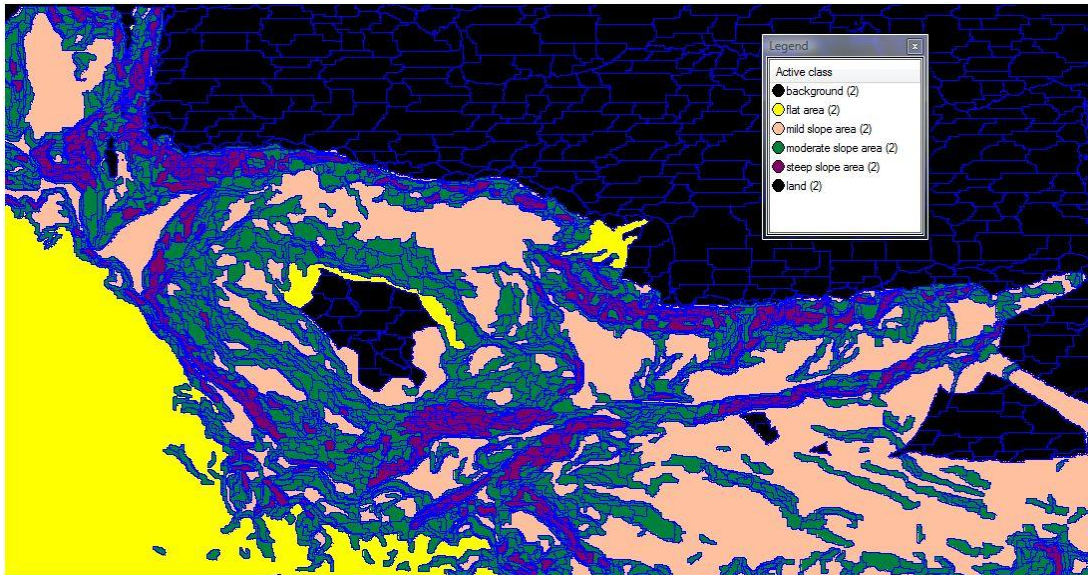 Legend
x
Active class
background (2)
flat area (2)
mild slope area (2)
moderate slope area (2)
steep slope area (2)
land (2)